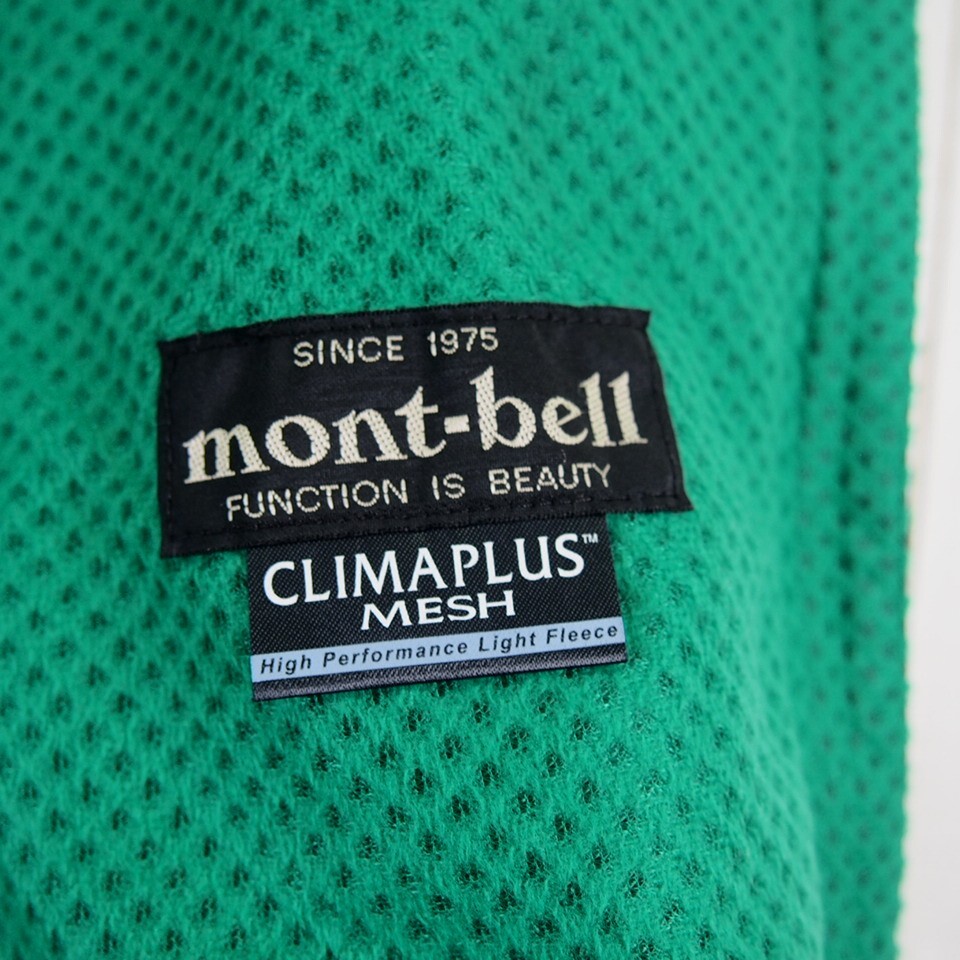 SINCE 1975
mont-bell
FUNCTION IS BEAUTY
CLIMAPLUS™
MESH
High Performance Light Fleece